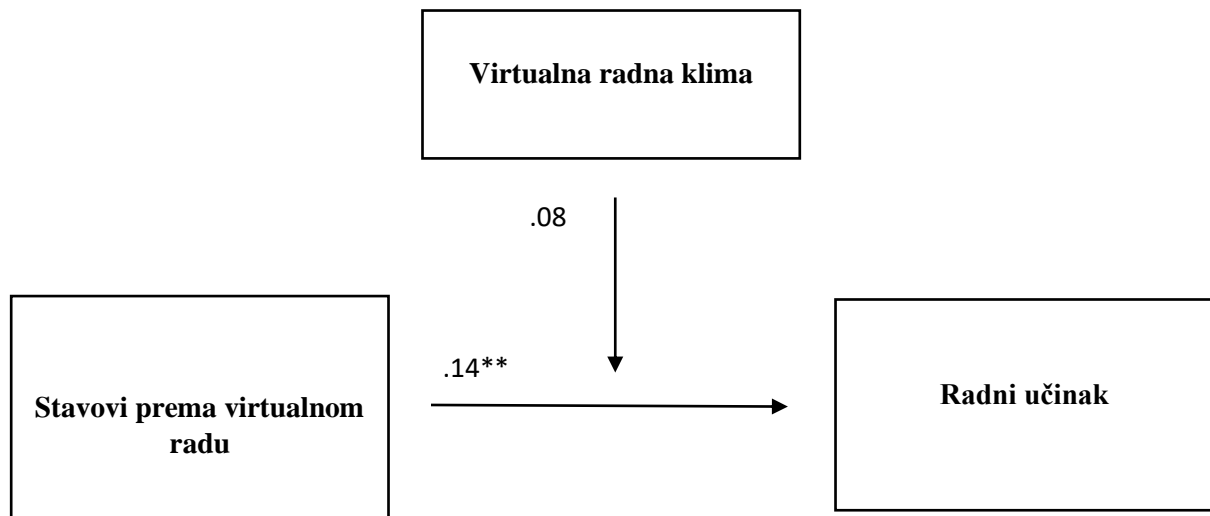 Virtualna radna klima
.08
.14**
Stavovi prema virtualnom
radu
Radni učinak